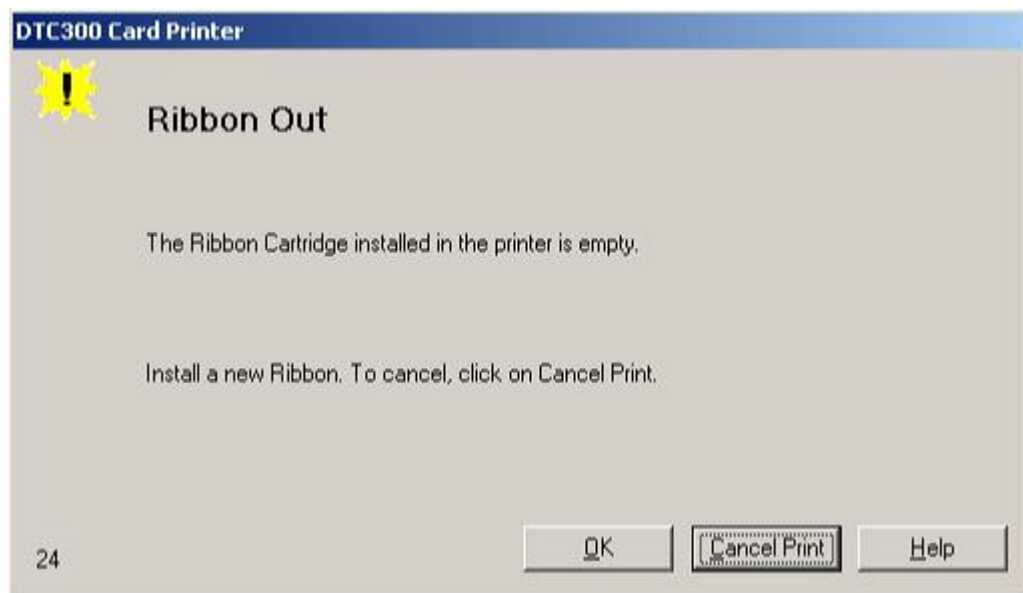 DTC300 Card Printer
!
Ribbon Out
The Ribbon Cartridge installed in the printer is empty.
Install a new Ribbon. To cancel, click on Cancel Print.
24
OK
Cancel Print
Help